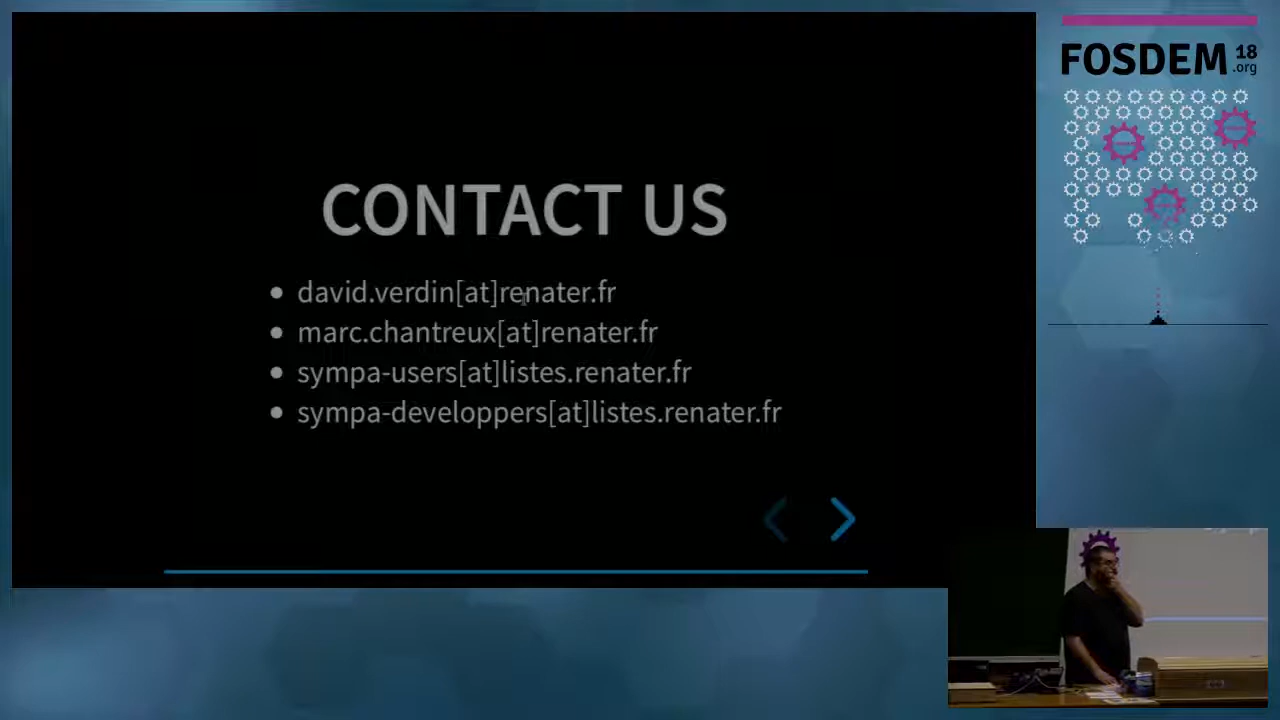 CONTACT US
david.verdin[at]renater.fr
marc.chantreux[at]renater.fr
sympa-users[at]listes.renater.fr
sympa-developpers[at]listes.renater.fr
FOSDEM 18
.org